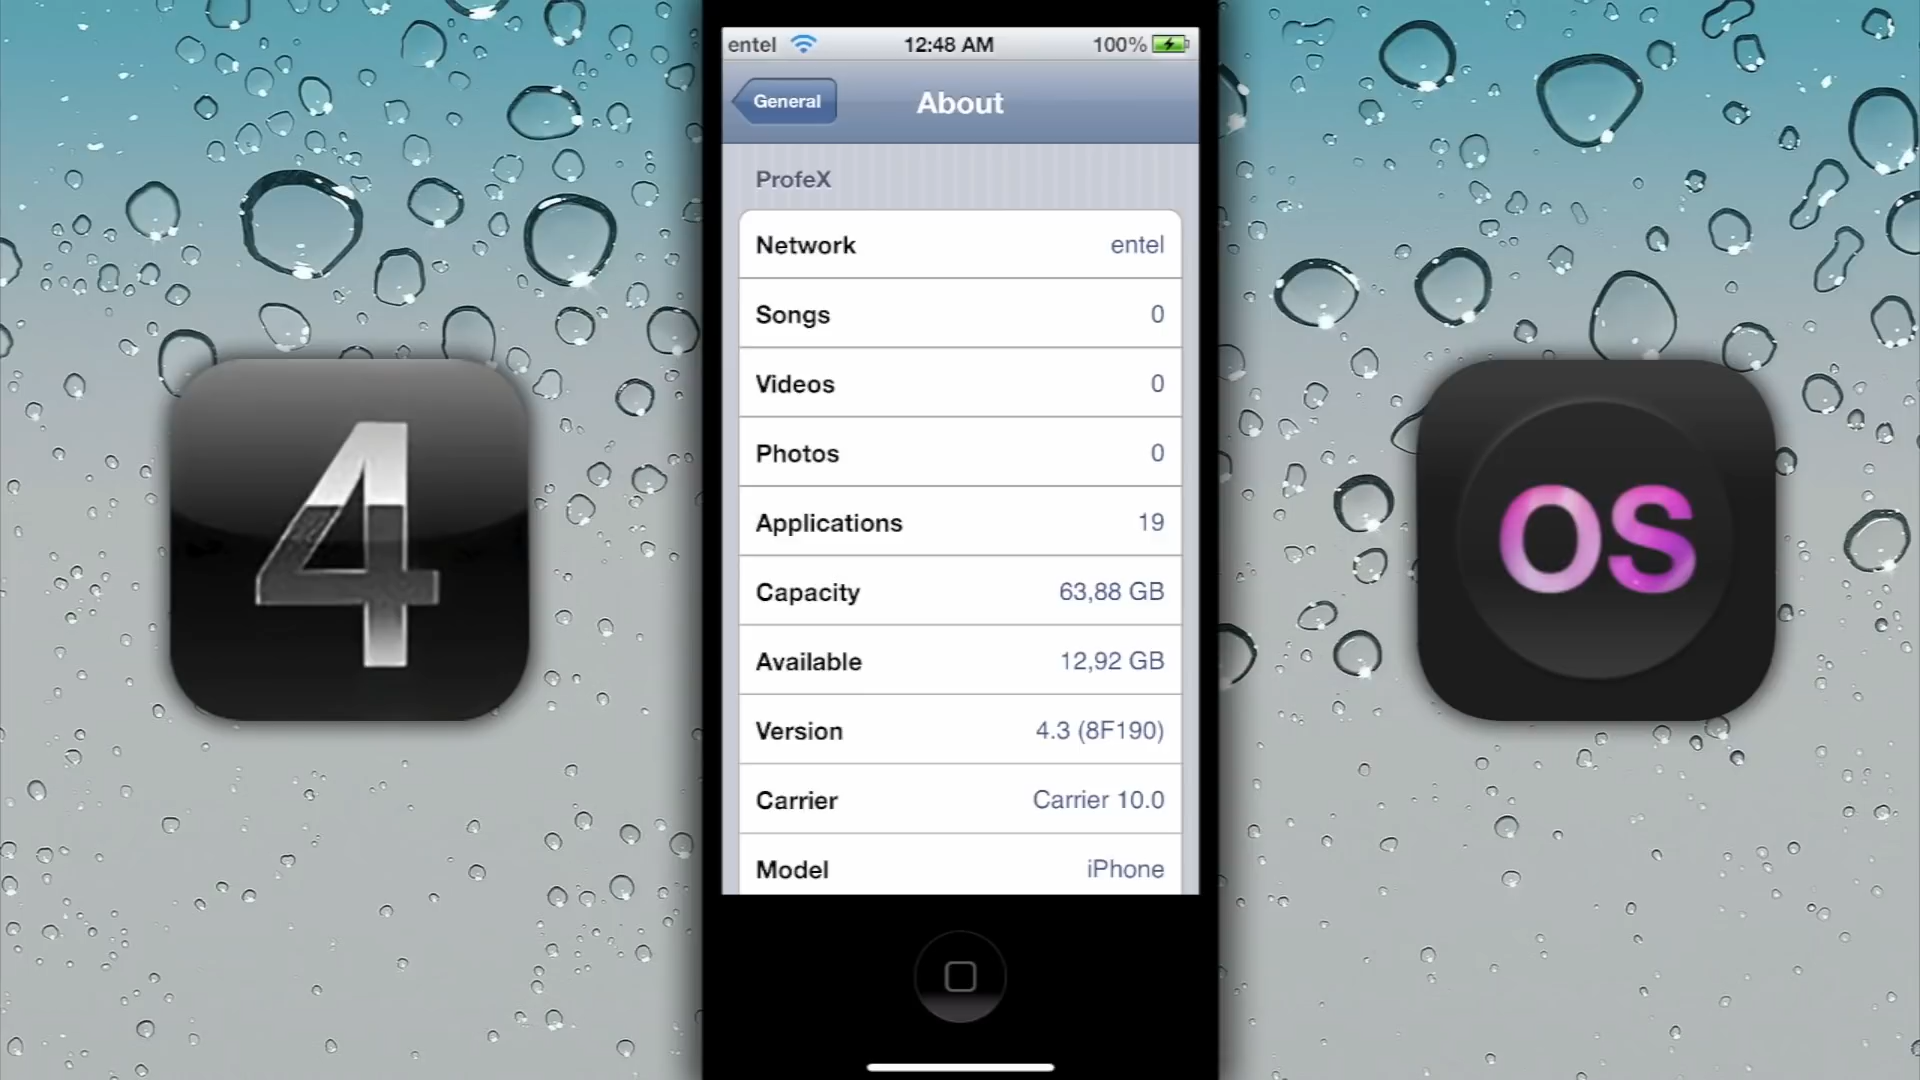 entel 12:48 AM 100%
General About
ProfeX
Network entel
Songs 0
Videos 0
Photos 0
Applications 19
Capacity 63,88 GB
Available 12,92 GB
Version 4.3 (8F190)
Carrier Carrier 10.0
Model iPhone
4
OS